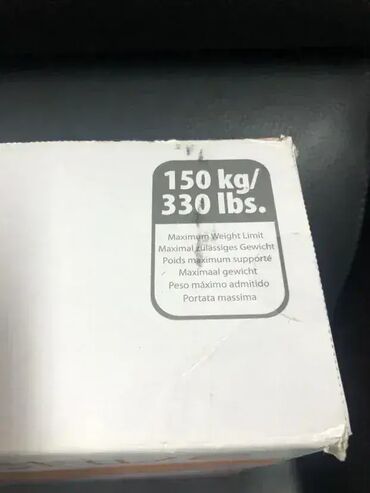 150 kg/
330 lbs.
Maximum Weight Limit
Maximal zulässiges Gewicht
Poids maximum supporté
Maximaal gewicht
Peso máximo admitido
Portata massima